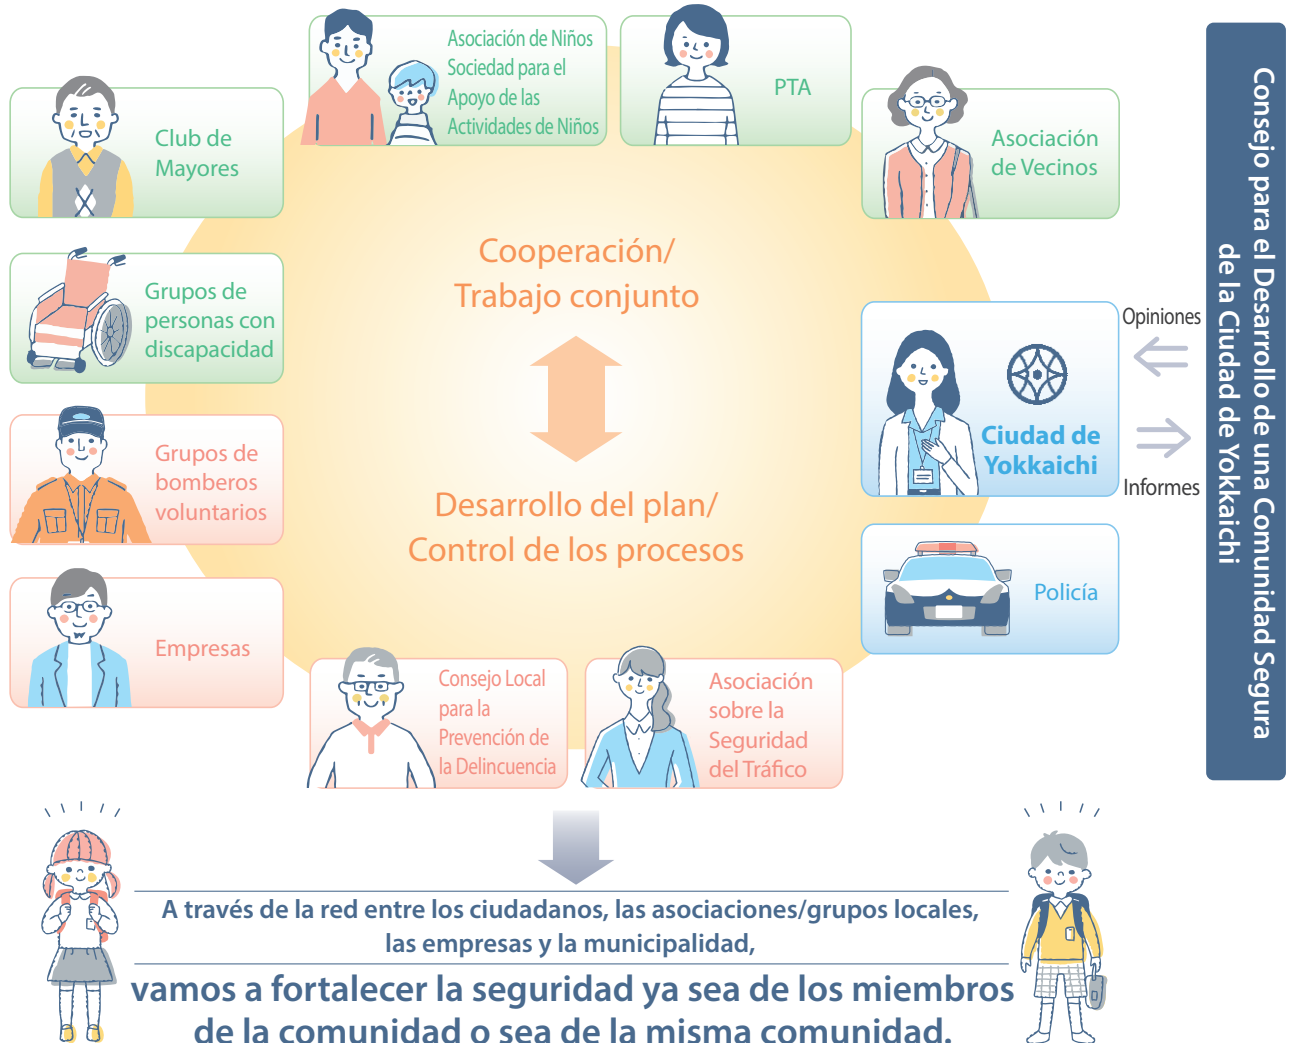 Asociación de Niños
Sociedad para el
Apoyo de las
Actividades de Niños
PTA
Club de
Mayores
Asociación
de Vecinos
Grupos de
personas con
discapacidad
Cooperación/
Trabajo conjunto
Opiniones
Ciudad de
Yokkaichi
Informes
Grupos de
bomberos
voluntarios
Desarrollo del plan/
Control de los procesos
Policía
Empresas
Consejo Local
para la
Prevención de
la Delincuencia
Asociación
sobre la
Seguridad
del Tráfico
Consejo para el Desarrollo de una Comunidad Segura
de la Ciudad de Yokkaichi
A través de la red entre los ciudadanos, las asociaciones/grupos locales,
las empresas y la municipalidad,
vamos a fortalecer la seguridad ya sea de los miembros
de la comunidad o sea de la misma comunidad.